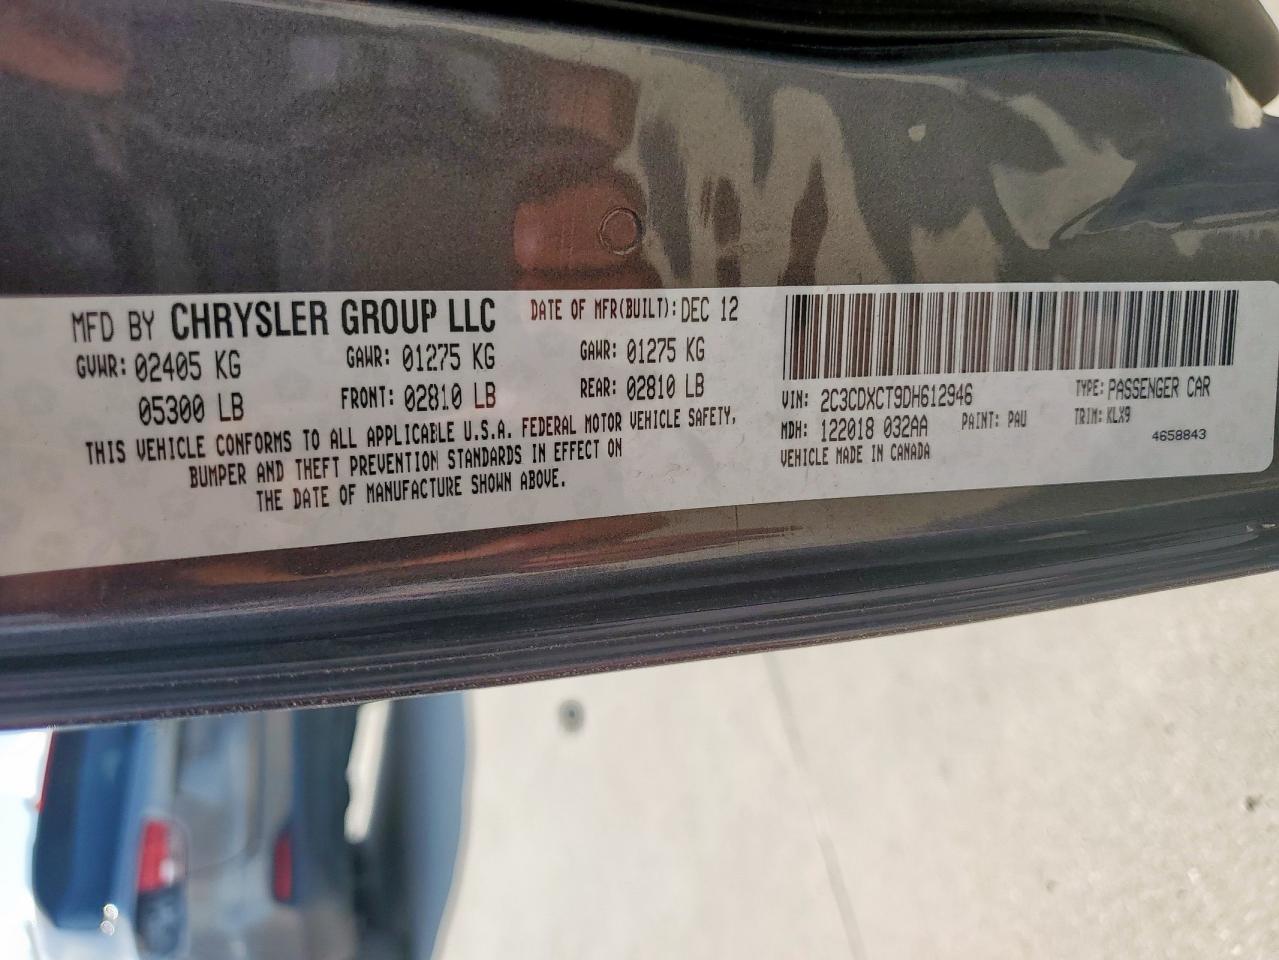 MFD BY CHRYSLER GROUP LLC DATE OF MFR(BUILT): DEC 12
GVWR: 02405 KG GAWR: 01275 KG GAWR: 01275 KG
05300 LB FRONT: 02810 LB REAR: 02810 LB
THIS VEHICLE CONFORMS TO ALL APPLICABLE U.S.A. FEDERAL MOTOR VEHICLE SAFETY,
BUMPER AND THEFT PREVENTION STANDARDS IN EFFECT ON
THE DATE OF MANUFACTURE SHOWN ABOVE.
VIN: 2C3CDXCT9DH612946 TYPE: PASSENGER CAR
MDH: 122018 032AA PAINT: PAU TRIM: KLX9
VEHICLE MADE IN CANADA 4658843